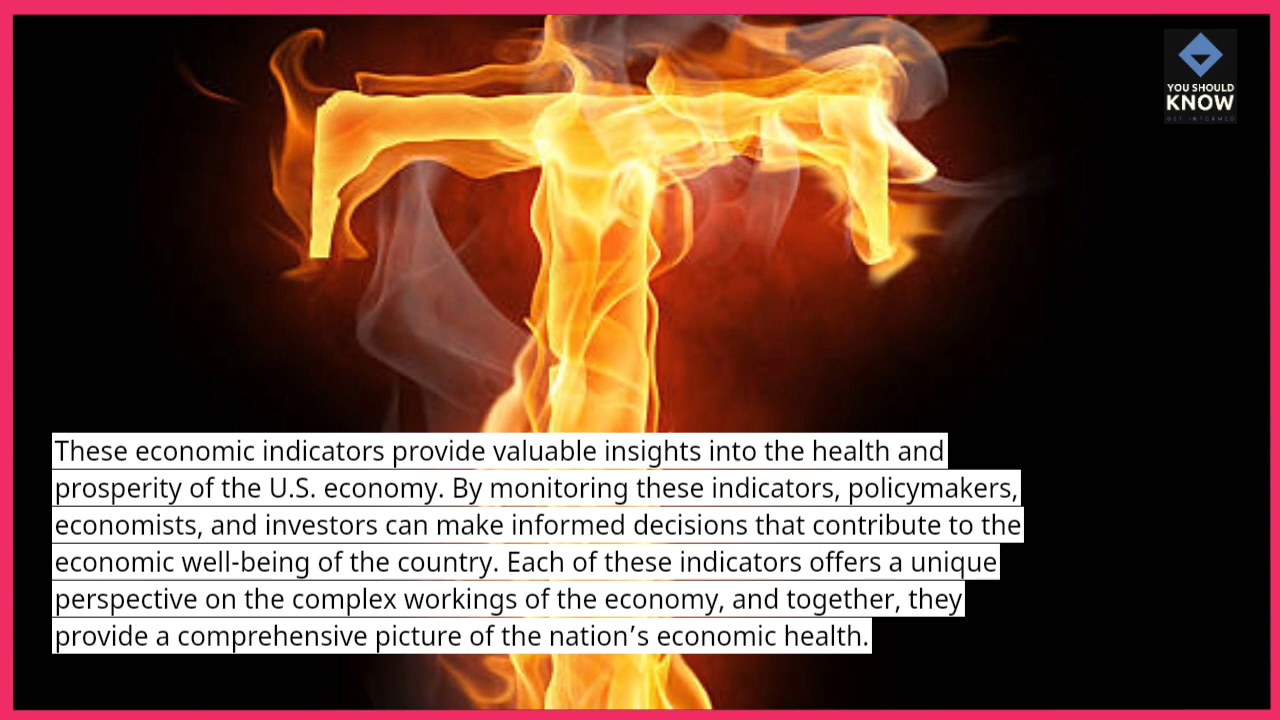 T
YOU SHOULD
KNOW
GET INFORMED
These economic indicators provide valuable insights into the health and
prosperity of the U.S. economy. By monitoring these indicators, policymakers,
economists, and investors can make informed decisions that contribute to the
economic well-being of the country. Each of these indicators offers a unique
perspective on the complex workings of the economy, and together, they
provide a comprehensive picture of the nation’s economic health.